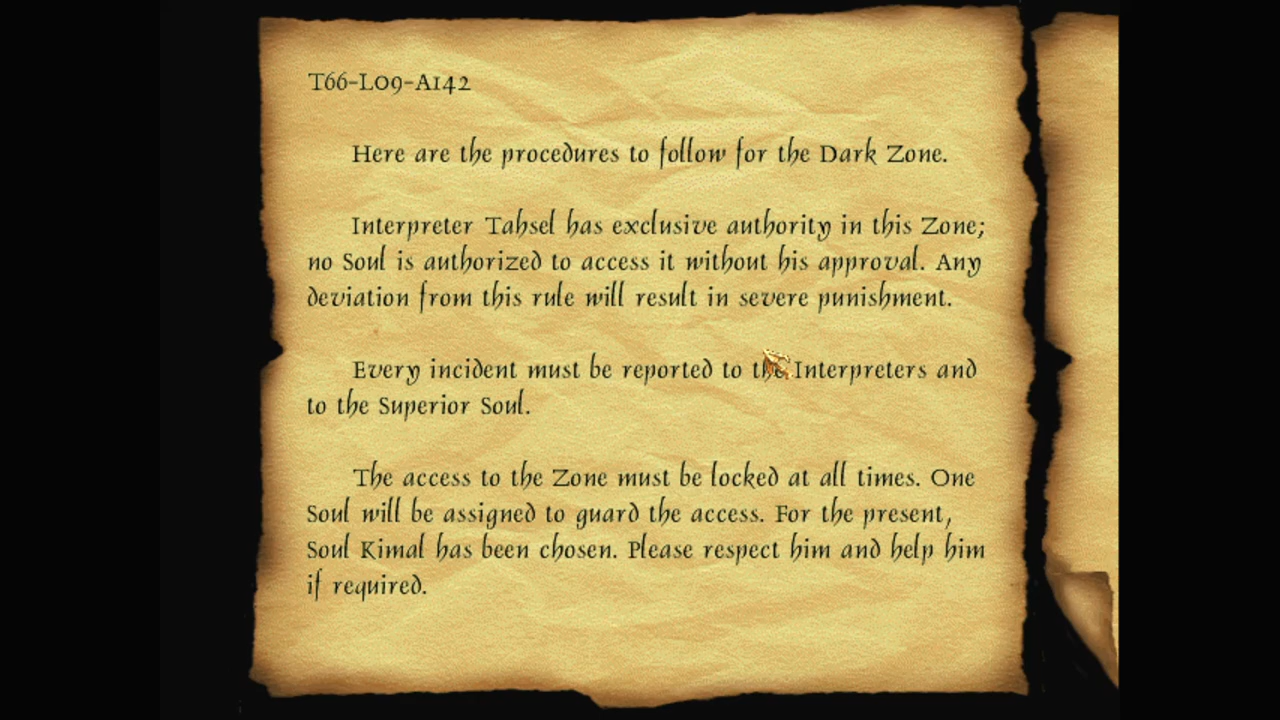 T66-L09-A142
Here are the procedures to follow for the Dark Zone.
Interpreter Tahsel has exclusive authority in this Zone;
no Soul is authorized to access it without his approval. Any
deviation from this rule will result in severe punishment.
Every incident must be reported to the Interpreters and
to the Superior Soul.
The access to the Zone must be locked at all times. One
Soul will be assigned to guard the access. For the present,
Soul Kimal has been chosen. Please respect him and help him
if required.